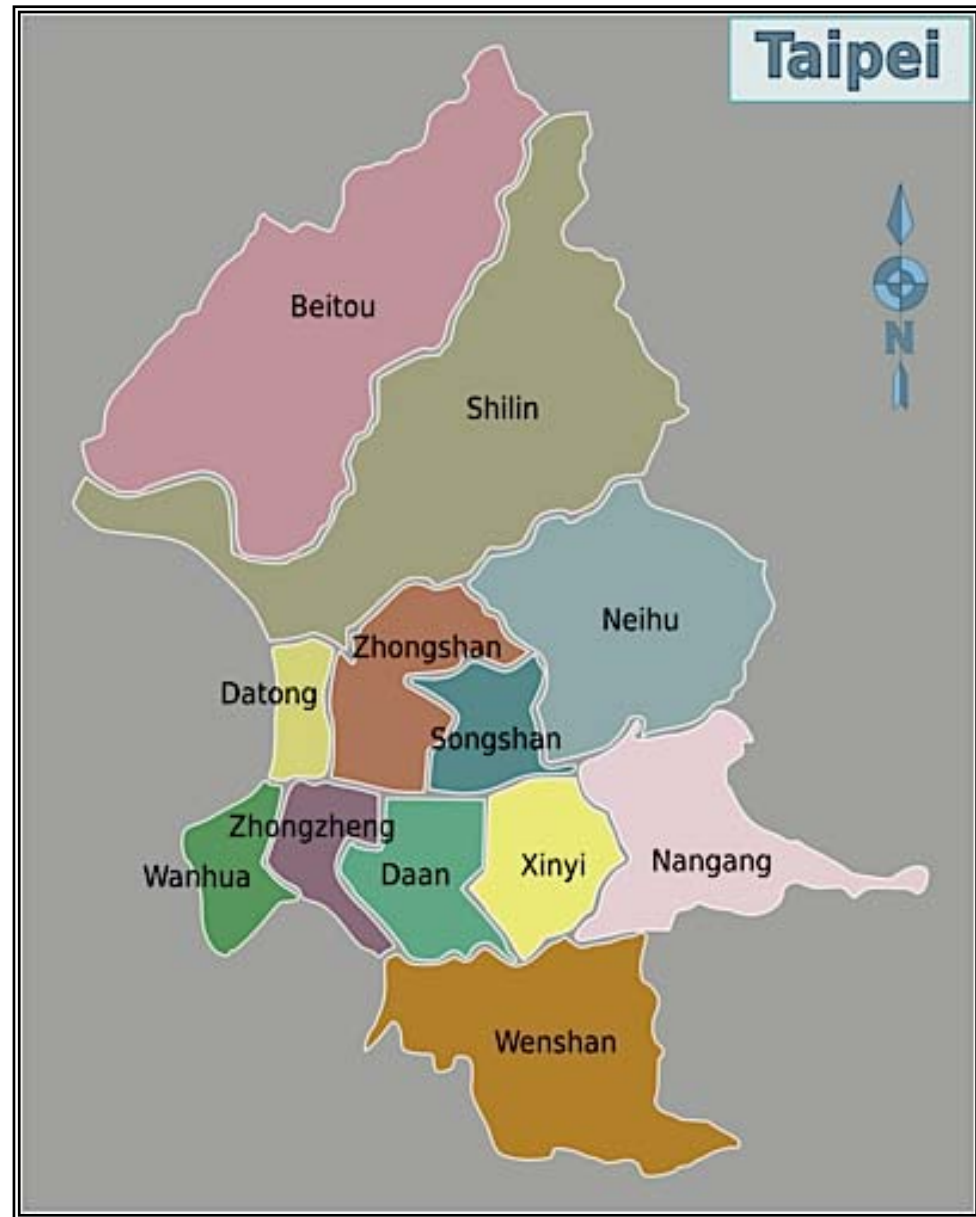 Taipei
Beitou
N
Shilin
Neihu
Zhongshan
Datong
Songshan
Zhongzheng
Wanhua
Daan
Xinyi
Nangang
Wenshan